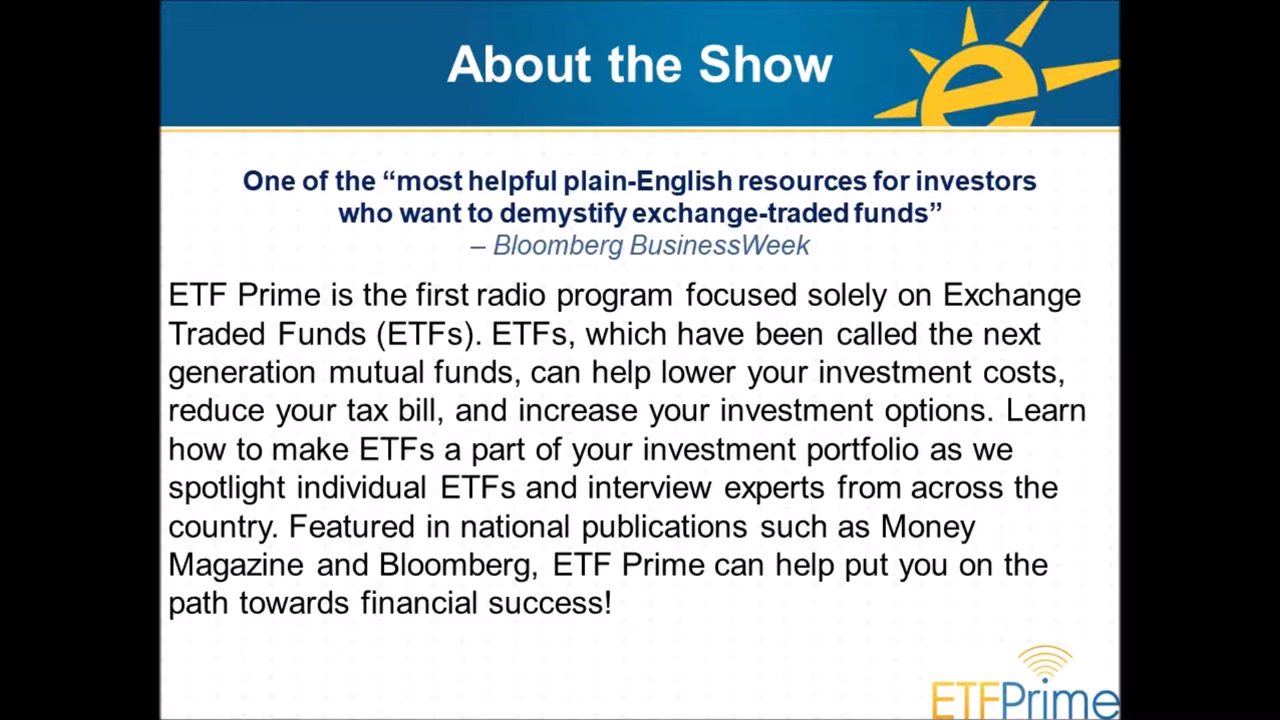 About the Show
e
One of the “most helpful plain-English resources for investors
who want to demystify exchange-traded funds”
– Bloomberg BusinessWeek
ETF Prime is the first radio program focused solely on Exchange
Traded Funds (ETFs). ETFs, which have been called the next
generation mutual funds, can help lower your investment costs,
reduce your tax bill, and increase your investment options. Learn
how to make ETFs a part of your investment portfolio as we
spotlight individual ETFs and interview experts from across the
country. Featured in national publications such as Money
Magazine and Bloomberg, ETF Prime can help put you on the
path towards financial success!
ETFPrime